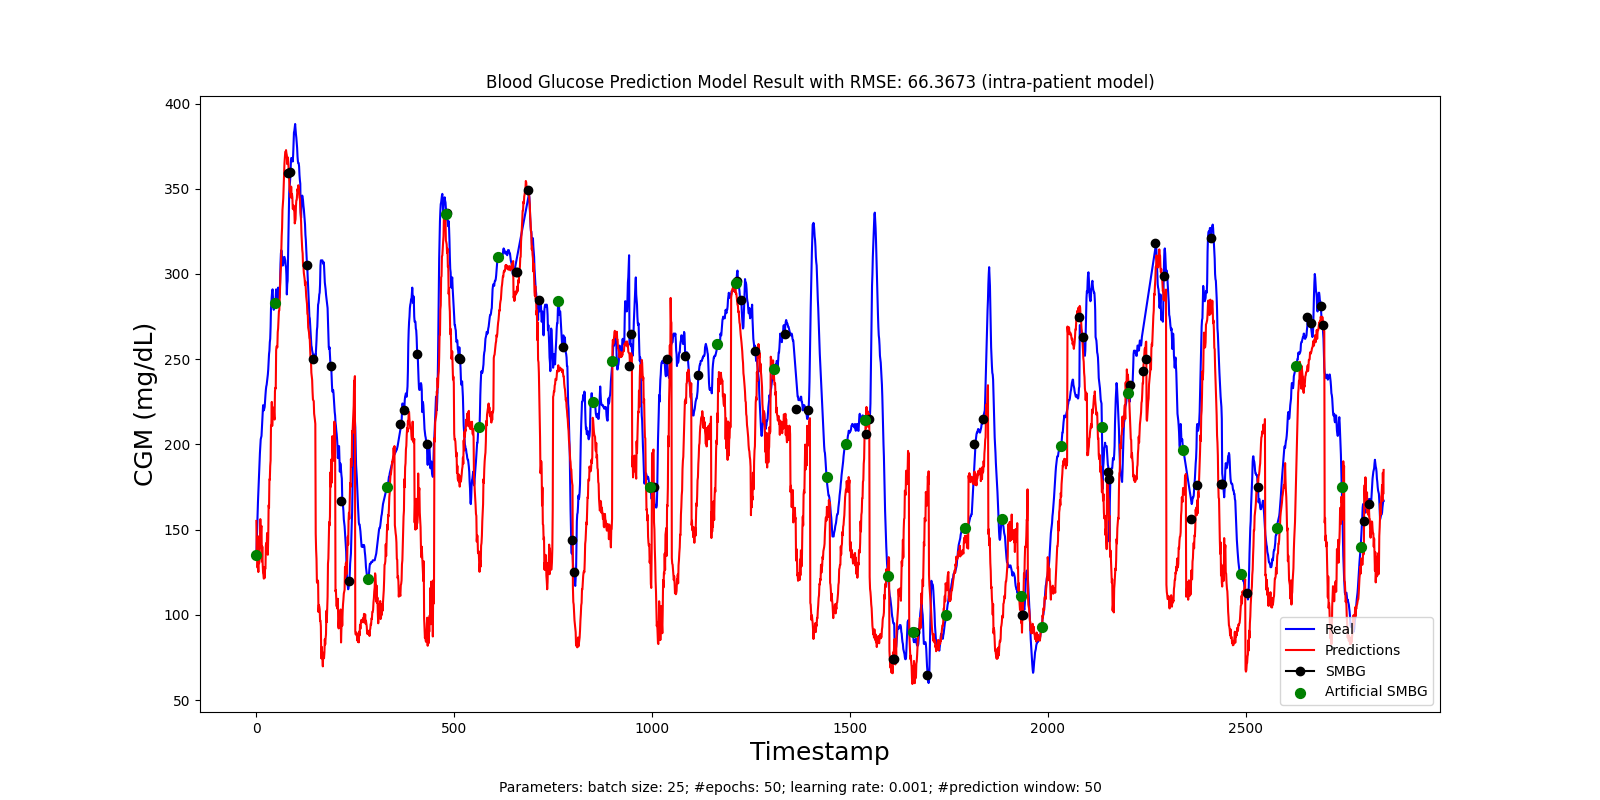 Blood Glucose Prediction Model Result with RMSE: 66.3673 (intra-patient model)
CGM (mg/dL)
400
350
300
250
200
150
100
50
0
500
1000
1500
2000
2500
Timestamp
Real
Predictions
SMBG
Artificial SMBG
Parameters: batch size: 25; #epochs: 50; learning rate: 0.001; #prediction window: 50